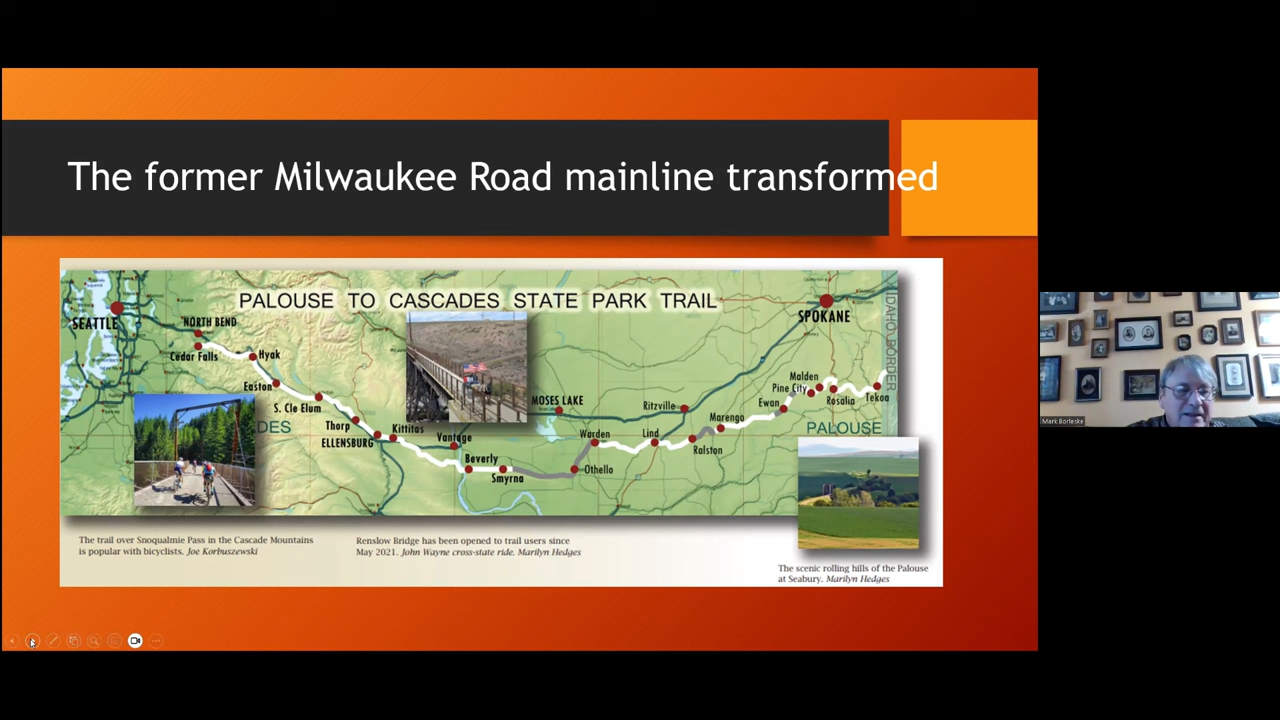 The former Milwaukee Road mainline transformed
PALOUSE TO CASCADES STATE PARK TRAIL
SEATTLE
NORTH BEND
Cedar Falls
Hyak
Easton
S. Cle Elum
DES
Thorp
ELLENSBURG
Kittitas
Vantage
Beverly
Smyrna
MOSES LAKE
Othello
Warden
Lind
Ritzville
Ralston
Marengo
Ewan
Pine City
Malden
Rosalia
Tekoa
SPOKANE
IDAHO BORDER
PALOUSE
The trail over Snoqualmie Pass in the Cascade Mountains
is popular with bicyclists. Joe Korbuszewski
Renslow Bridge has been opened to trail users since
May 2021. John Wayne cross-state ride. Marilyn Hedges
The scenic rolling hills of the Palouse
at Seabury. Marilyn Hedges
Mark Borleske